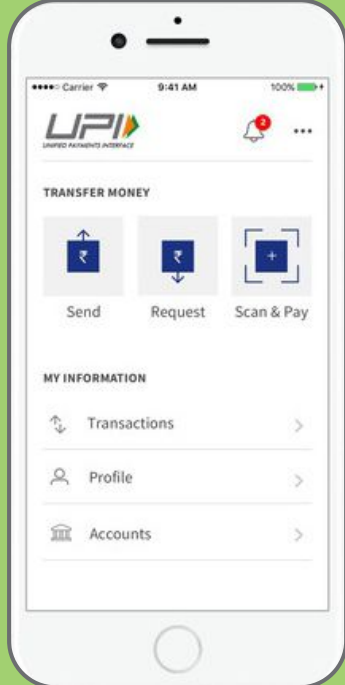 Carrier 9:41 AM 100%
UPI
UNIFIED PAYMENTS INTERFACE
2
TRANSFER MONEY
₹ ₹
Send Request Scan & Pay
MY INFORMATION
Transactions
Profile
Accounts